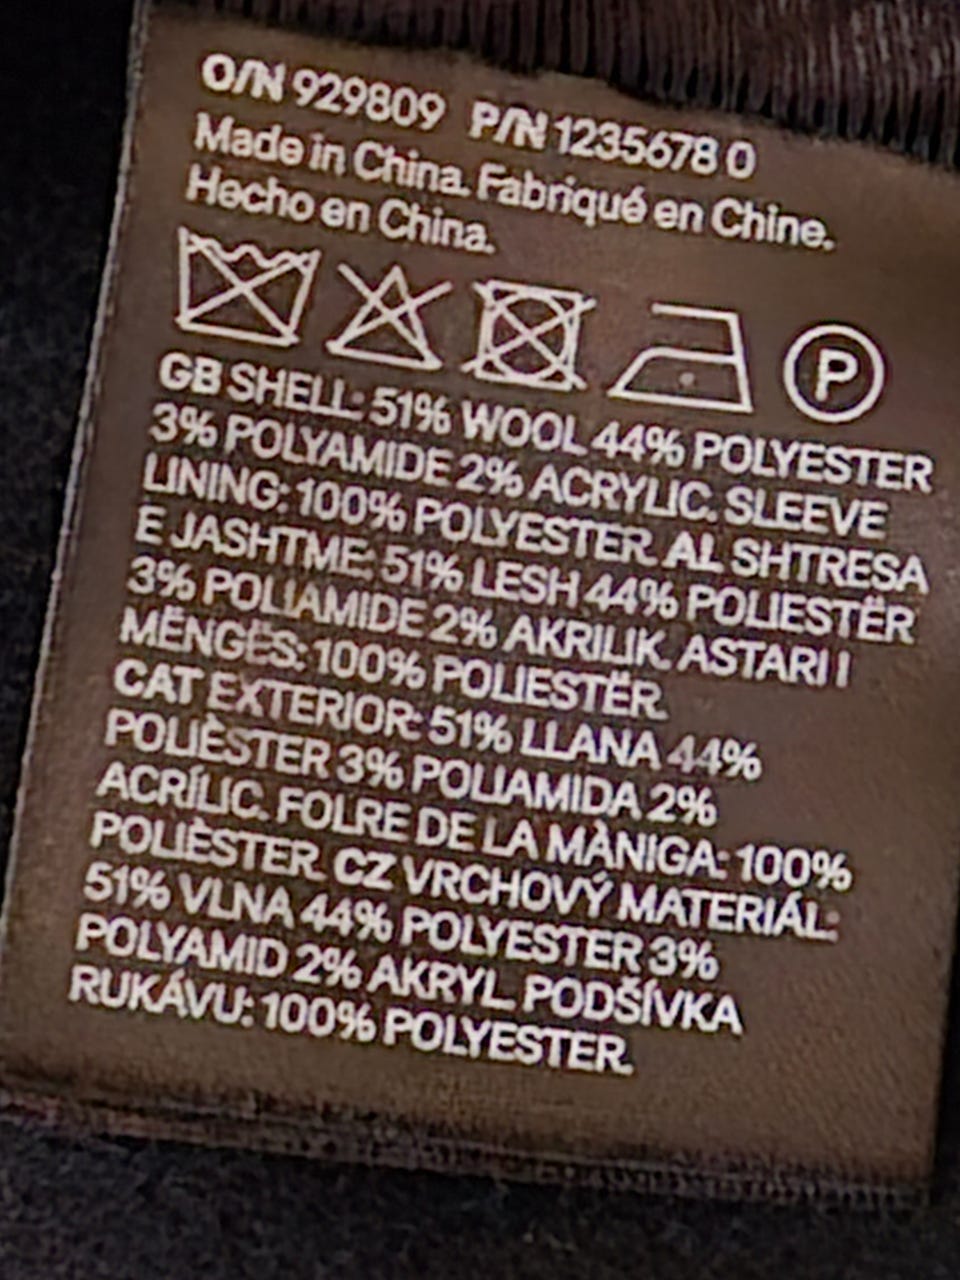 O/N 929809 P/N 1235678 0
Made in China. Fabriqué en Chine.
Hecho en China.
P
GB SHELL: 51% WOOL 44% POLYESTER
3% POLYAMIDE 2% ACRYLIC. SLEEVE
LINING: 100% POLYESTER. AL SHTRESA
E JASHTME: 51% LESH 44% POLIESTËR
3% POLIAMIDE 2% AKRILIK. ASTARI I
MËNGËS: 100% POLIESTËR.
CAT EXTERIOR: 51% LLANA 44%
POLIÈSTER 3% POLIAMIDA 2%
ACRÍLIC. FOLRE DE LA MÀNIGA: 100%
POLIÈSTER. CZ VRCHOVÝ MATERIÁL:
51% VLNA 44% POLYESTER 3%
POLYAMID 2% AKRYL. PODŠÍVKA
RUKÁVU: 100% POLYESTER.